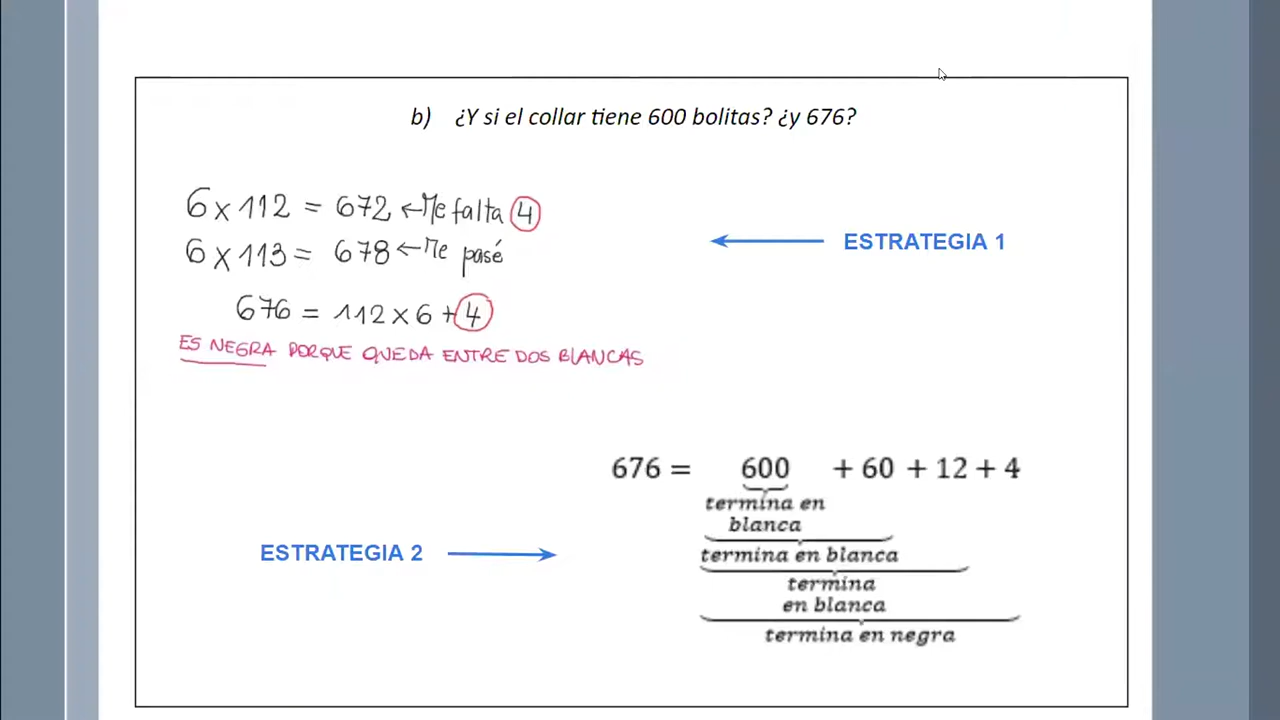 b) ¿Y si el collar tiene 600 bolitas? ¿y 676?
6 x 112 = 672 ← Me falta 4
6 x 113 = 678 ← Me pasé
ESTRATEGIA 1
676 = 112 x 6 + 4
ES NEGRA PORQUE QUEDA ENTRE DOS BLANCAS
676 = 600 + 60 + 12 + 4
termina en
blanca
termina en blanca
ESTRATEGIA 2
termina
en blanca
termina en negra